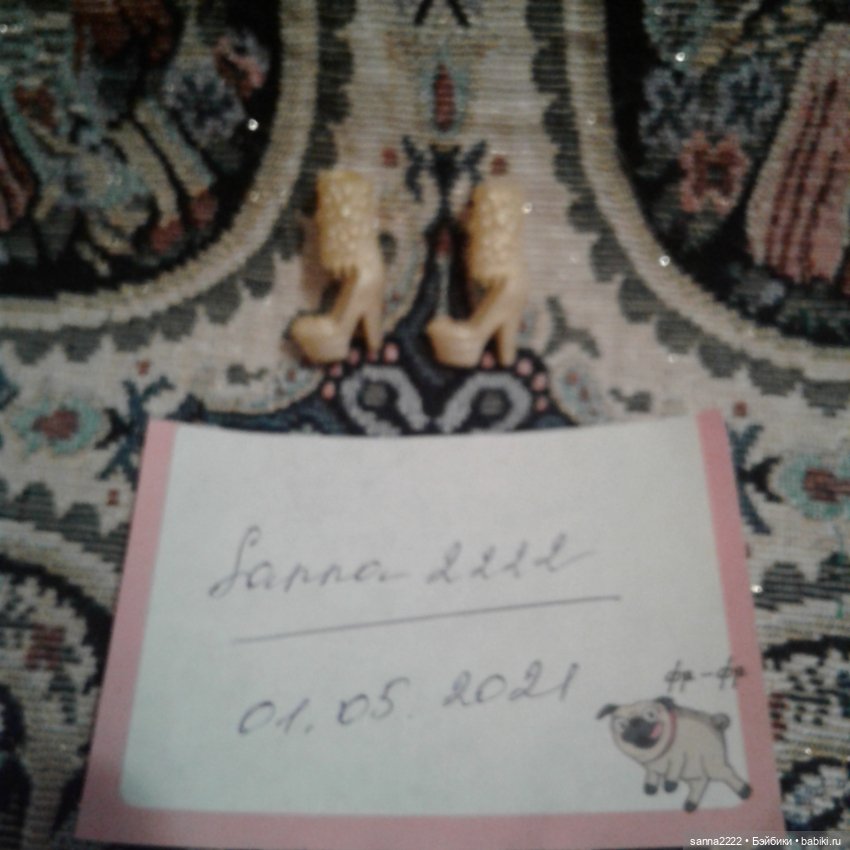 Sanna 2222
01.05.2021
фр-фр
sanna2222 • Бэйбики • babiki.ru